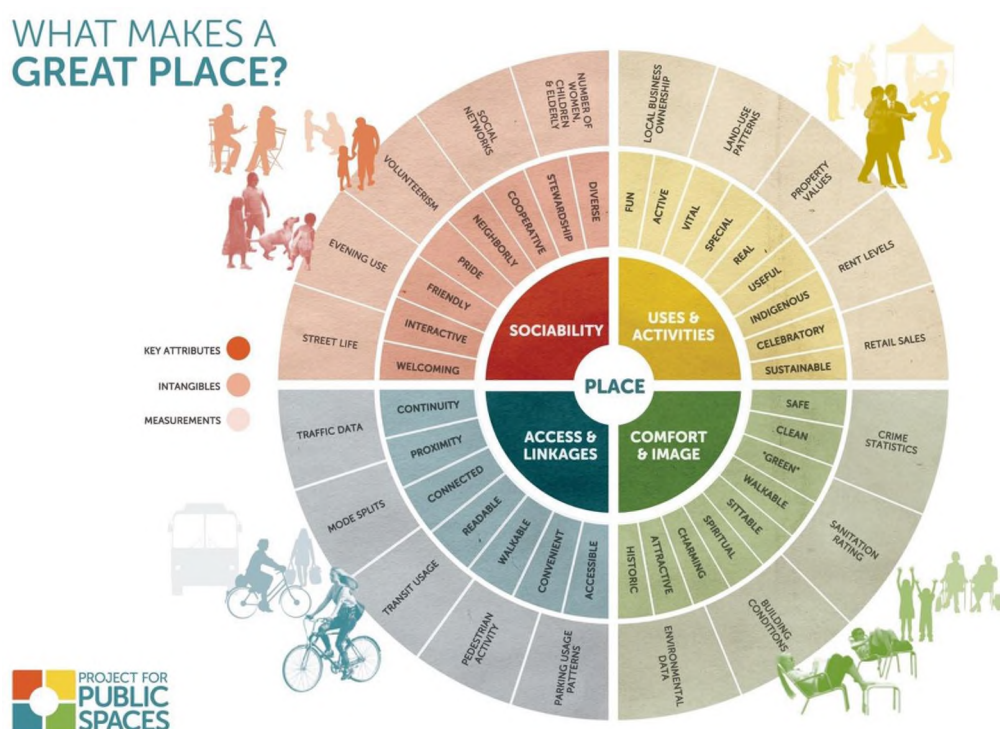 WHAT MAKES A
GREAT PLACE?
KEY ATTRIBUTES
INTANGIBLES
MEASUREMENTS
PLACE
SOCIABILITY
USES &
ACTIVITIES
ACCESS &
LINKAGES
COMFORT
& IMAGE
WELCOMING
INTERACTIVE
FRIENDLY
PRIDE
NEIGHBORLY
COOPERATIVE
STEWARDSHIP
DIVERSE
FUN
ACTIVE
VITAL
SPECIAL
REAL
USEFUL
INDIGENOUS
CELEBRATORY
SUSTAINABLE
SAFE
CLEAN
"GREEN"
WALKABLE
SITTABLE
SPIRITUAL
CHARMING
ATTRACTIVE
HISTORIC
ACCESSIBLE
CONVENIENT
WALKABLE
READABLE
CONNECTED
PROXIMITY
CONTINUITY
STREET LIFE
EVENING USE
VOLUNTEERISM
SOCIAL
NETWORKS
NUMBER OF
WOMEN,
CHILDREN
& ELDERLY
LOCAL BUSINESS
OWNERSHIP
LAND-USE
PATTERNS
PROPERTY
VALUES
RENT LEVELS
RETAIL SALES
CRIME
STATISTICS
SANITATION
RATING
BUILDING
CONDITIONS
ENVIRONMENTAL
DATA
PARKING USAGE
PATTERNS
PEDESTRIAN
ACTIVITY
TRANSIT USAGE
MODE SPLITS
TRAFFIC DATA
PROJECT FOR
PUBLIC
SPACES